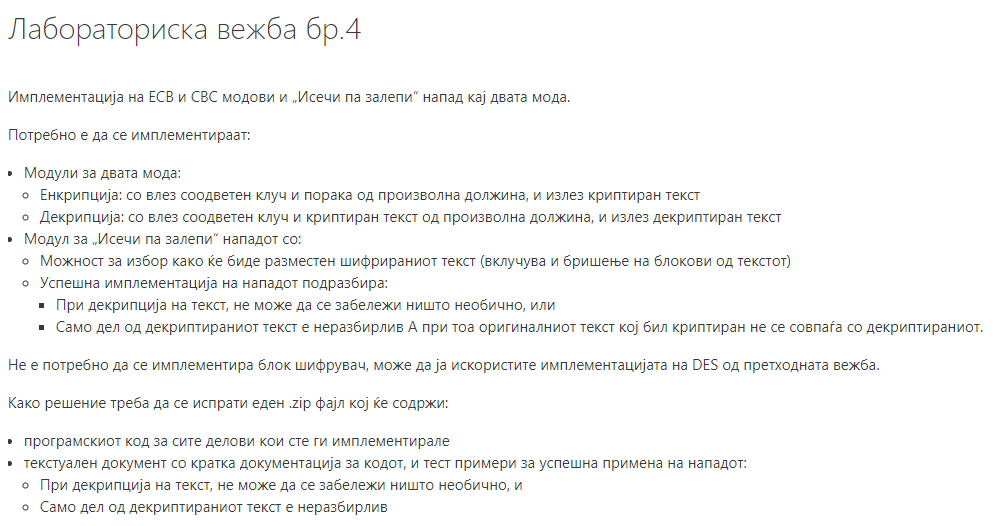 Лабораториска вежба бр.4
Имплементација на ECB и CBC модови и „Исечи па залепи“ напад кај двата мода.
Потребно е да се имплементираат:
Модули за двата мода:
Енкрипција: со влез соодветен клуч и порака од произволна должина, и излез криптиран текст
Декрипција: со влез соодветен клуч и криптиран текст од произволна должина, и излез декриптиран текст
Модул за „Исечи па залепи“ нападот со:
Можност за избор како ќе биде разместен шифрираниот текст (вклучува и бришење на блокови од текстот)
Успешна имплементација на нападот подразбира:
При декрипција на текст, не може да се забележи ништо необично, или
Само дел од декриптираниот текст е неразбирлив А при тоа оригиналниот текст кој бил криптиран не се совпаѓа со декриптираниот.
Не е потребно да се имплементира блок шифрувач, може да ја искористите имплементацијата на DES од претходната вежба.
Како решение треба да се испрати еден .zip фајл кој ќе содржи:
програмскиот код за сите делови кои сте ги имплементирале
текстуален документ со кратка документација за кодот, и тест примери за успешна примена на нападот:
При декрипција на текст, не може да се забележи ништо необично, и
Само дел од декриптираниот текст е неразбирлив